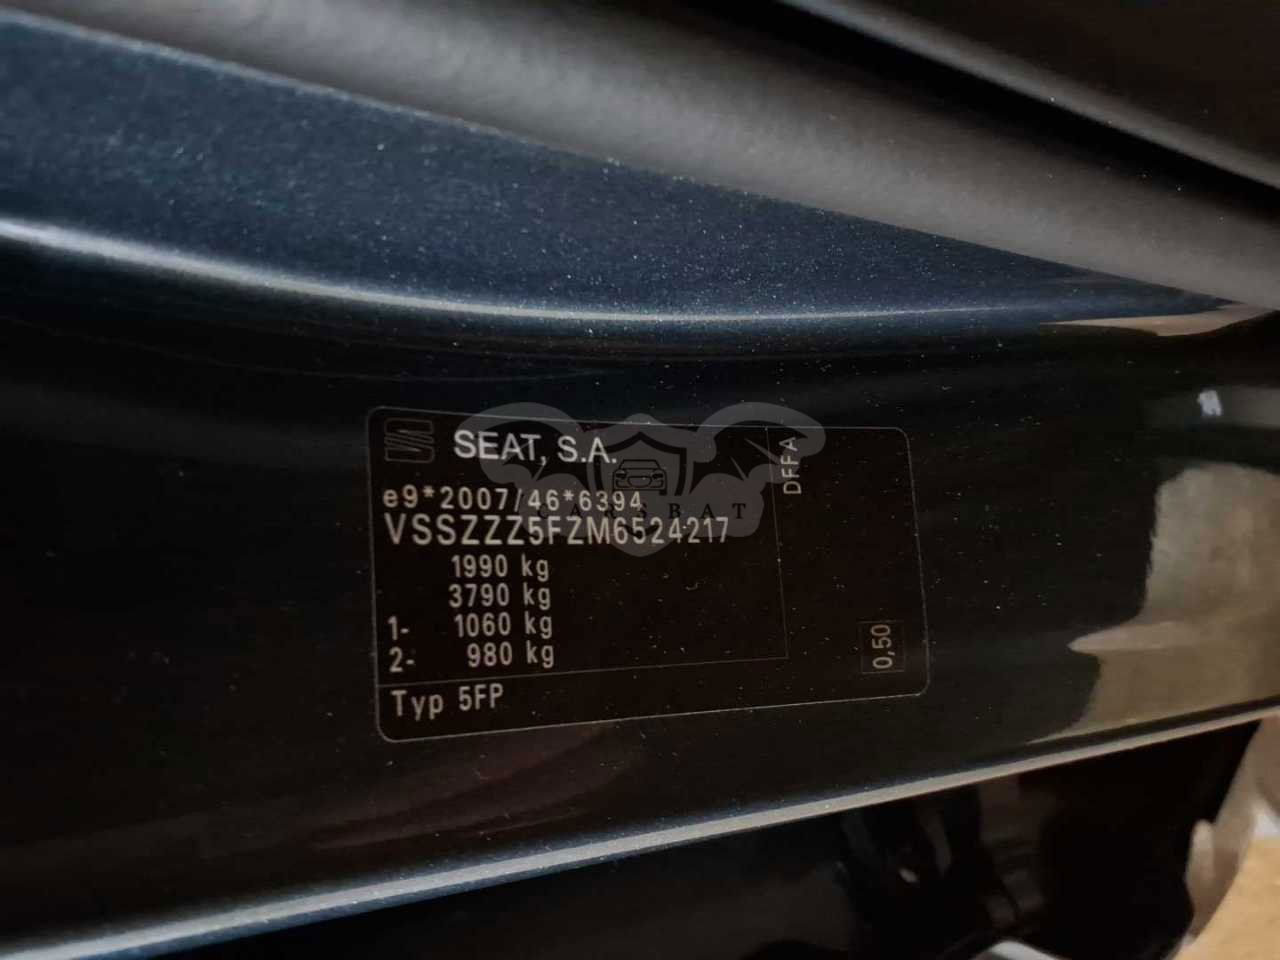 SEAT, S.A.
DFFA
e9*2007/46*6394
CARSBAT
VSSZZZ5FZM6524217
1990 kg
3790 kg
1- 1060 kg
2- 980 kg
0,50
Typ 5FP